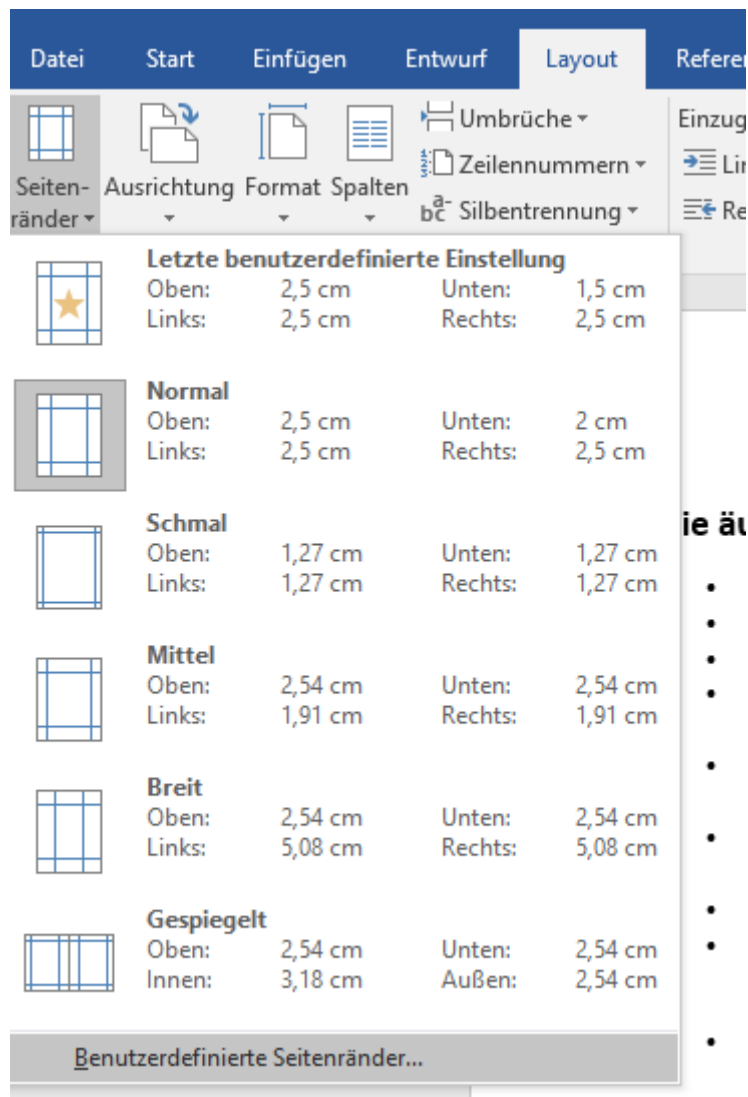 Datei Start Einfügen Entwurf Layout Referen
Seiten-
ränder
Ausrichtung Format Spalten
Umbrüche
Zeilennummern
Silbentrennung
Einzug
Lin
Re
Letzte benutzerdefinierte Einstellung
Oben: 2,5 cm Unten: 1,5 cm
Links: 2,5 cm Rechts: 2,5 cm
Normal
Oben: 2,5 cm Unten: 2 cm
Links: 2,5 cm Rechts: 2,5 cm
Schmal
Oben: 1,27 cm Unten: 1,27 cm
Links: 1,27 cm Rechts: 1,27 cm
Mittel
Oben: 2,54 cm Unten: 2,54 cm
Links: 1,91 cm Rechts: 1,91 cm
Breit
Oben: 2,54 cm Unten: 2,54 cm
Links: 5,08 cm Rechts: 5,08 cm
Gespiegelt
Oben: 2,54 cm Unten: 2,54 cm
Innen: 3,18 cm Außen: 2,54 cm
Benutzerdefinierte Seitenränder...
ie äu